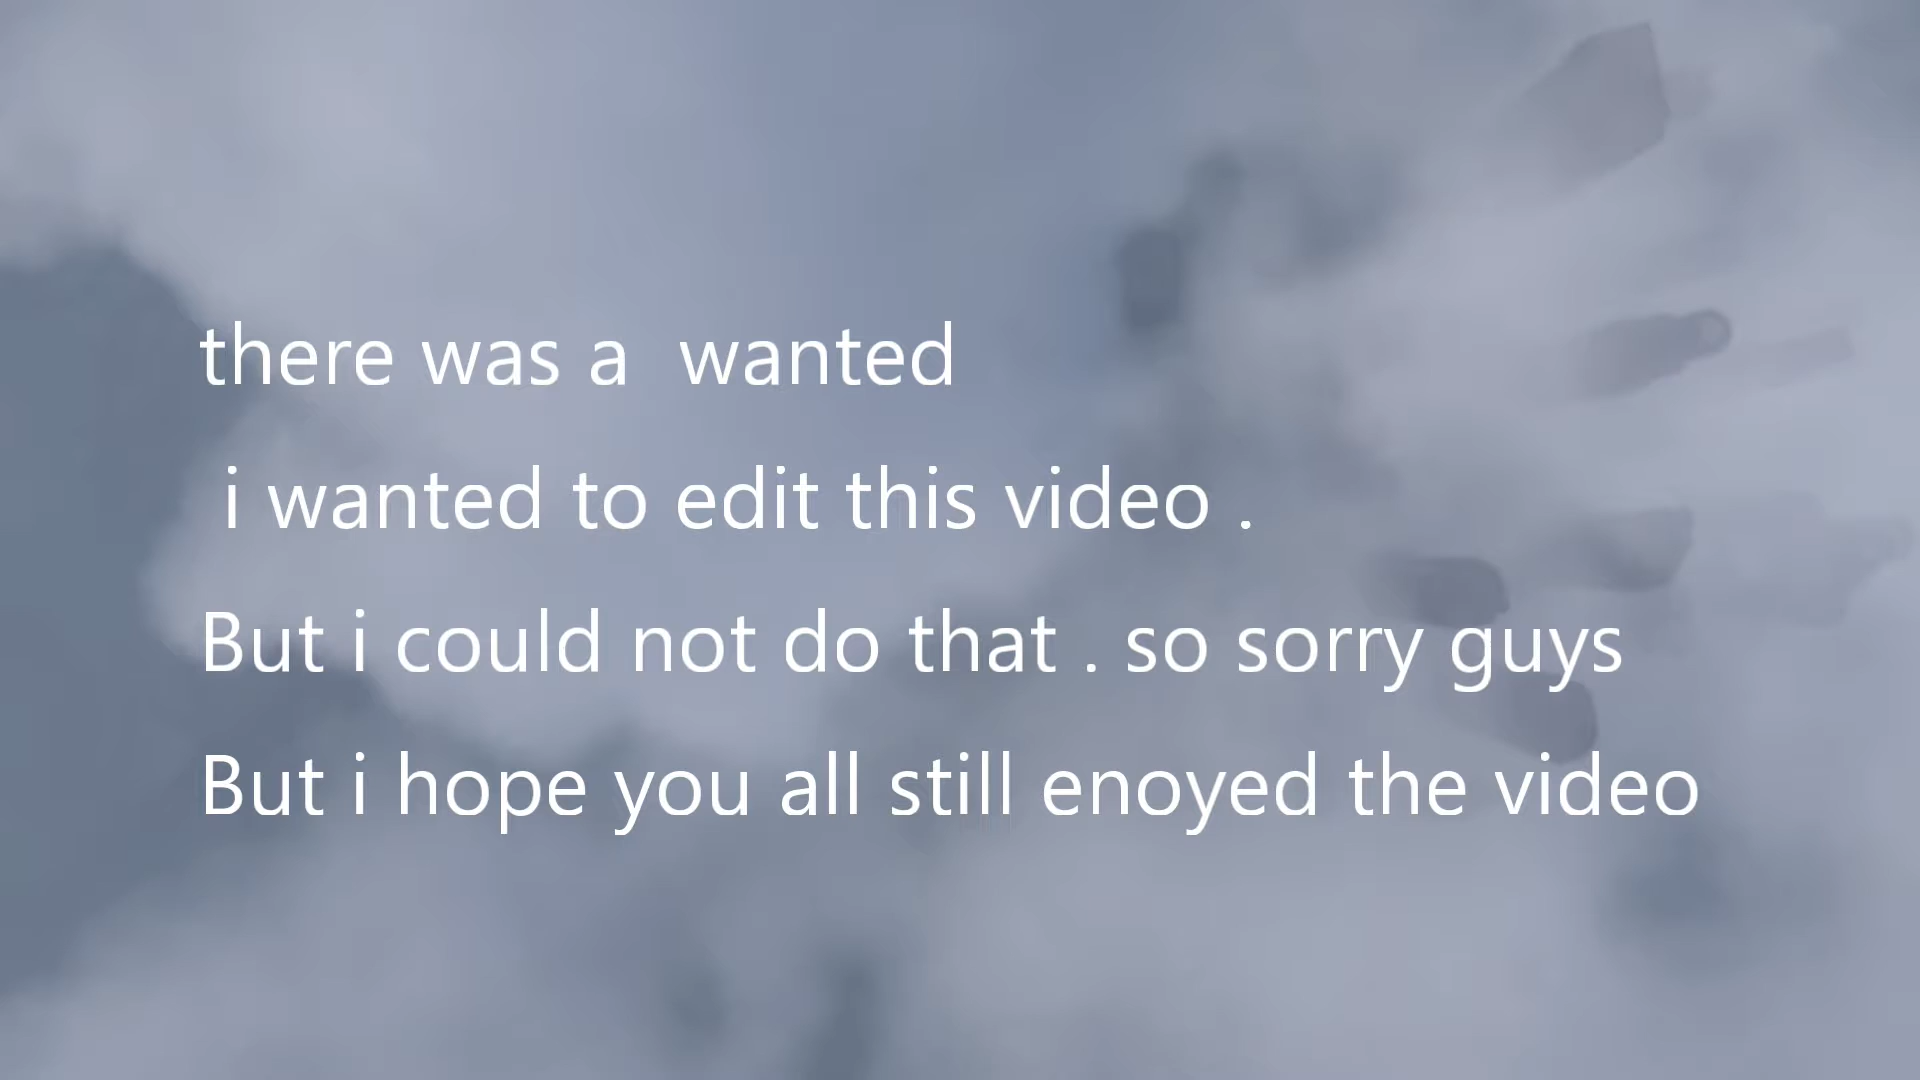 there was a  wanted
i wanted to edit this video .
But i could not do that . so sorry guys
But i hope you all still enoyed the video